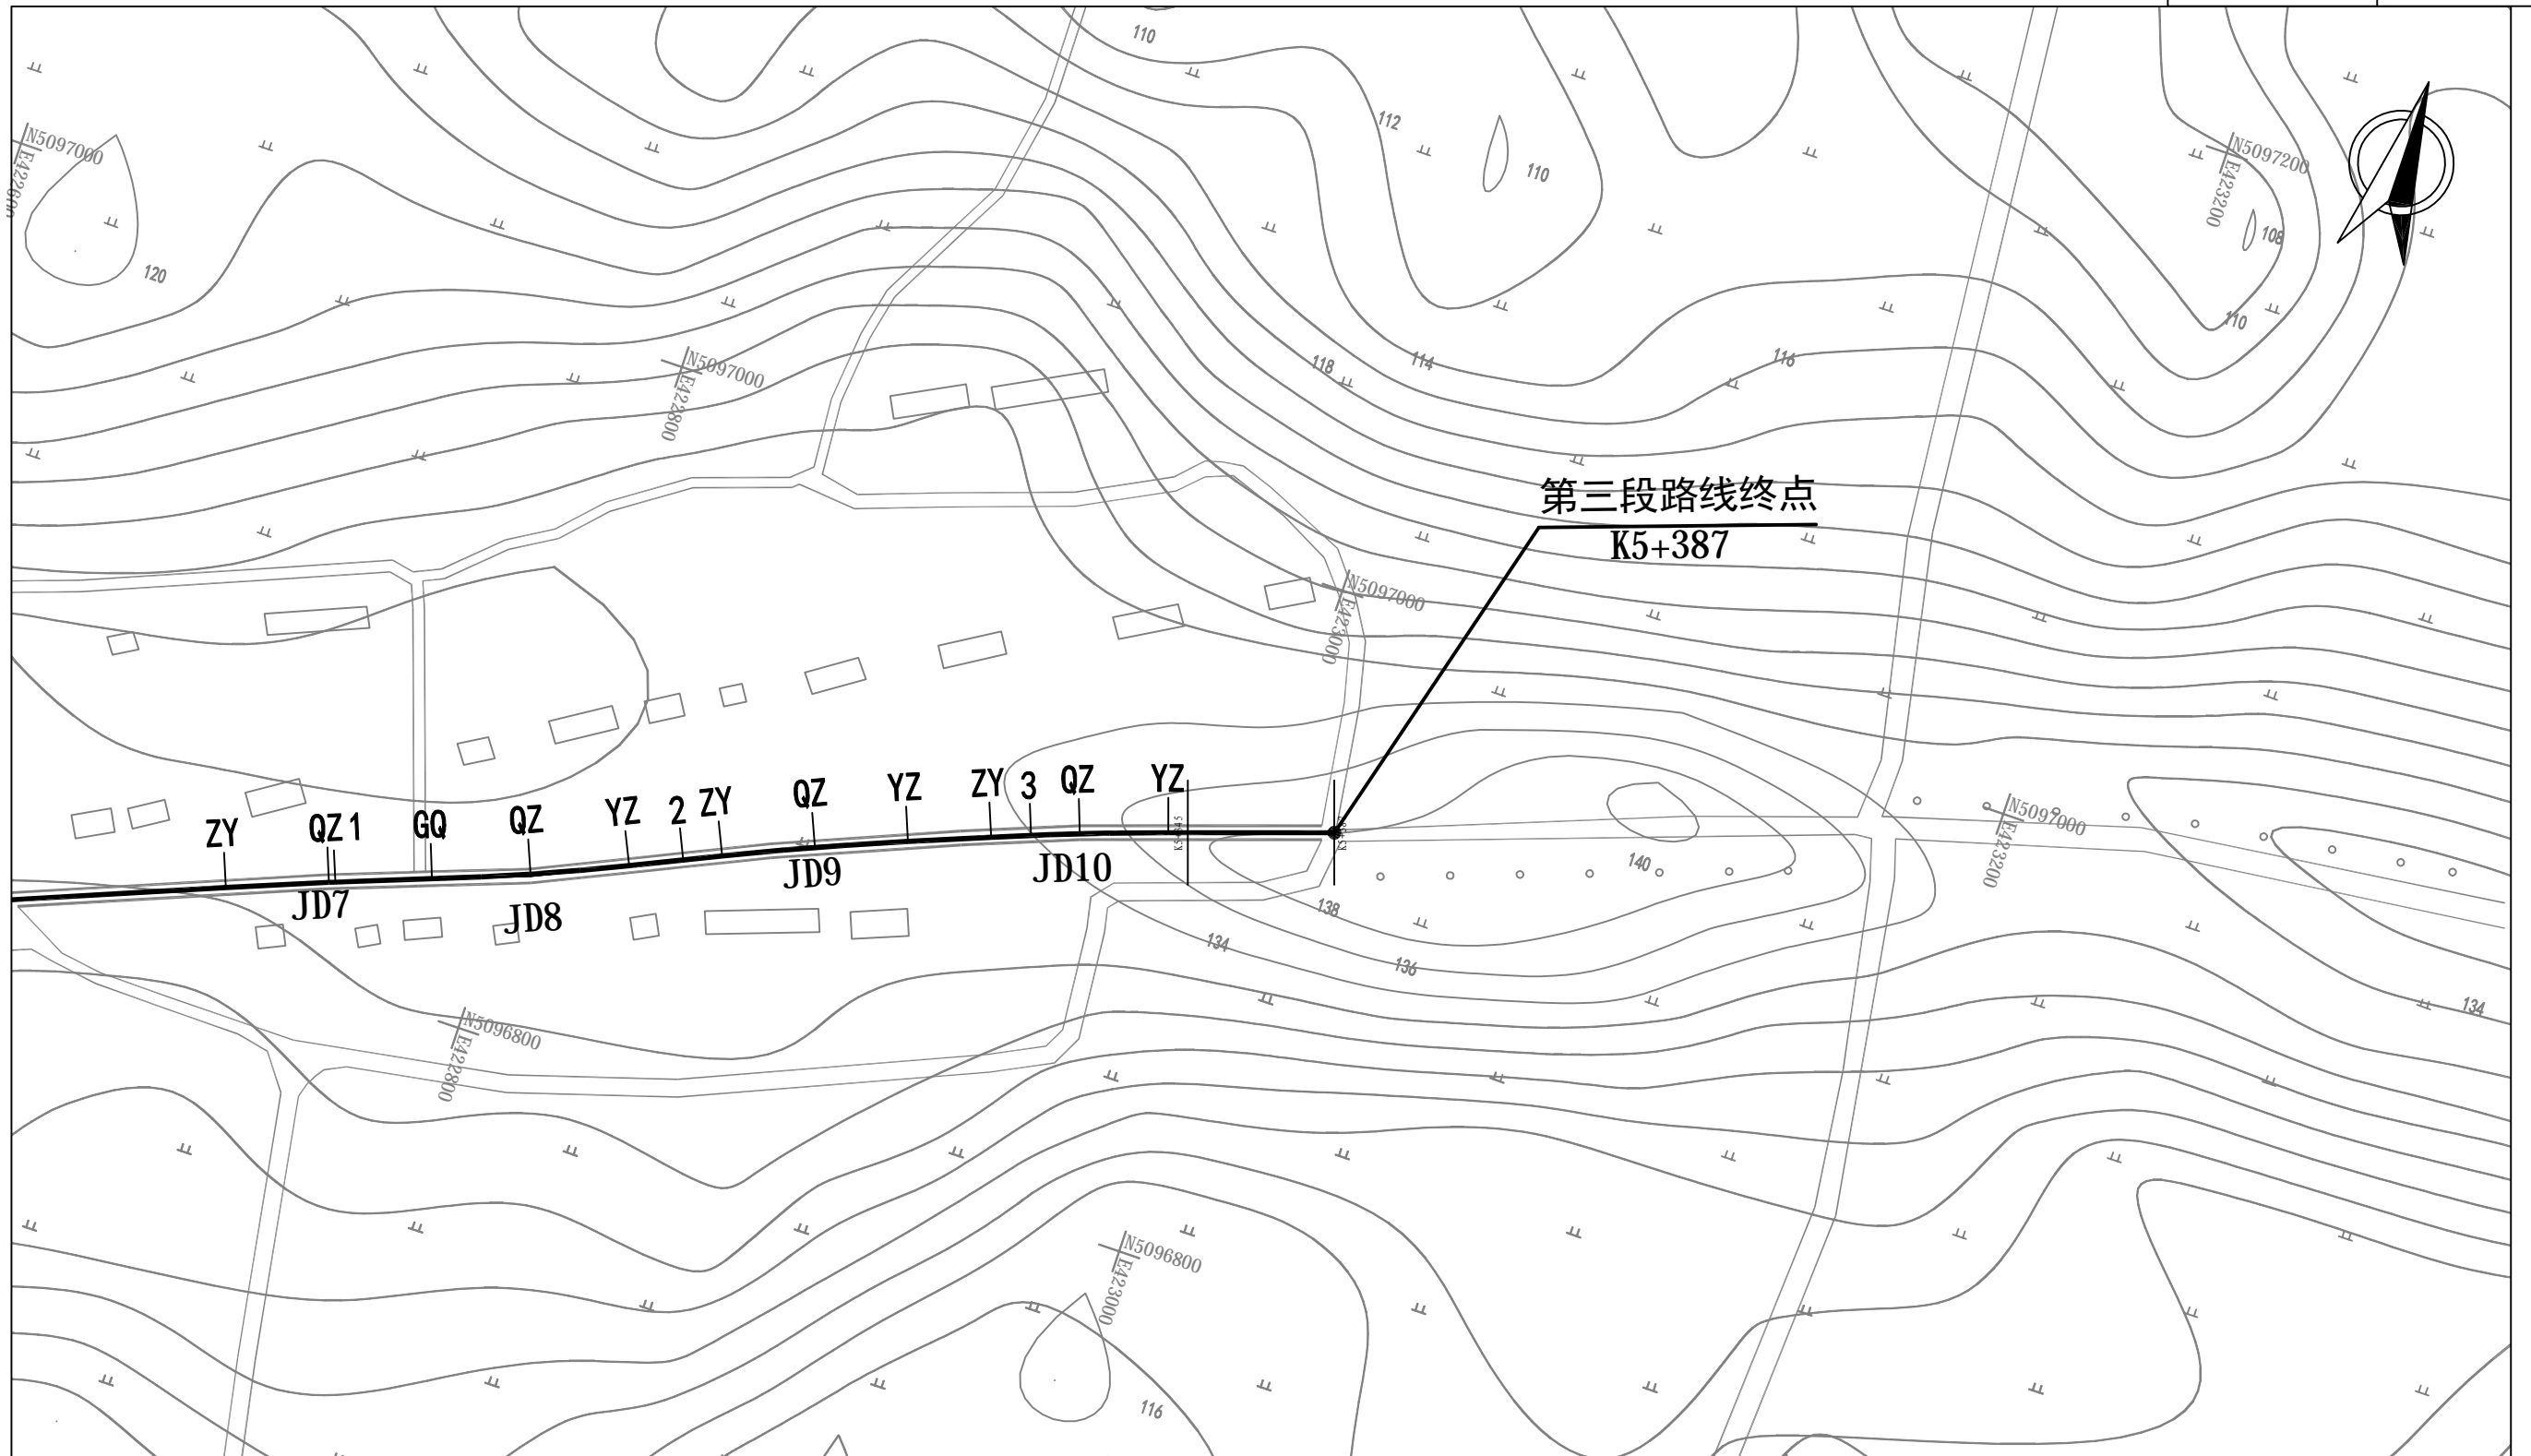 110
112
110
N5097000
E422600
120
N5097200
E423200
108
110
N5097000
E422800
118
114
116
第三段路线终点
K5+387
N5097000
E423000
ZY
QZ
1
GQ
QZ
YZ
2
ZY
QZ
YZ
ZY
3
QZ
YZ
JD7
JD8
JD9
JD10
N5097000
E423200
140
138
134
136
134
N5096800
E422800
N5096800
E423000
116